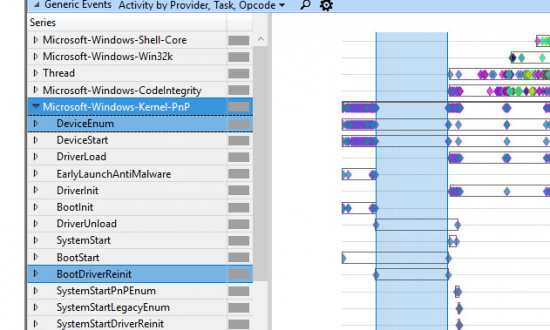 Generic Events Activity by Provider, Task, Opcode
Series
Microsoft-Windows-Shell-Core
Microsoft-Windows-Win32k
Thread
Microsoft-Windows-CodeIntegrity
Microsoft-Windows-Kernel-PnP
DeviceEnum
DeviceStart
DriverLoad
EarlyLaunchAntiMalware
DriverInit
BootInit
DriverUnload
SystemStart
BootStart
BootDriverReinit
SystemStartPnPEnum
SystemStartLegacyEnum
SystemStartDriverReinit